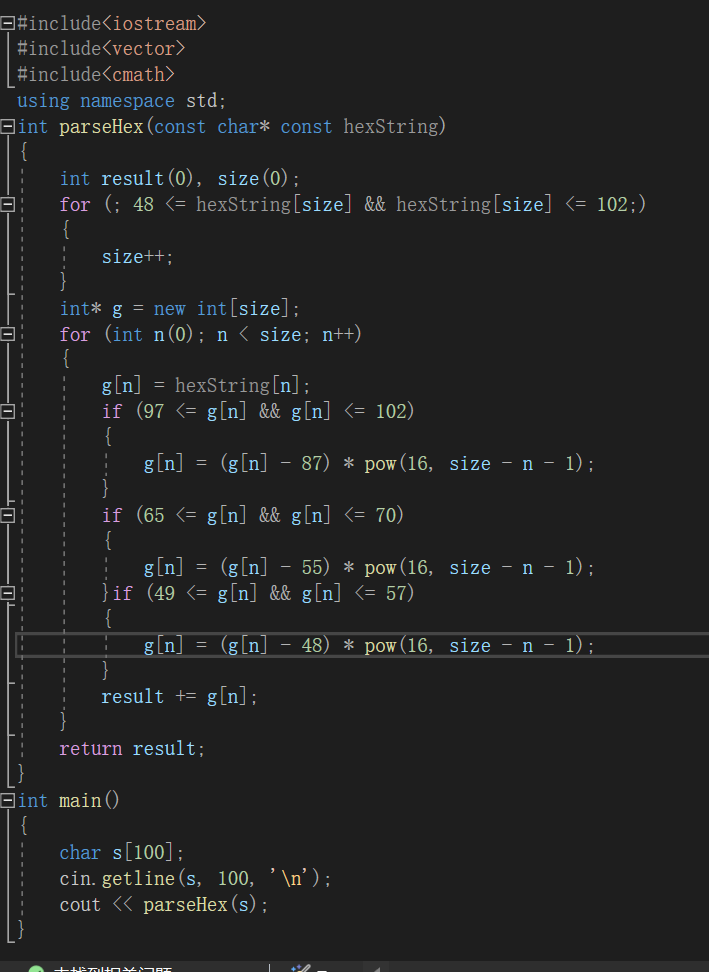 #include<iostream>
#include<vector>
#include<cmath>
using namespace std;
int parseHex(const char* const hexString)
{
    int result(0), size(0);
    for (; 48 <= hexString[size] && hexString[size] <= 102;)
    {
        size++;
    }
    int* g = new int[size];
    for (int n(0); n < size; n++)
    {
        g[n] = hexString[n];
        if (97 <= g[n] && g[n] <= 102)
        {
            g[n] = (g[n] - 87) * pow(16, size - n - 1);
        }
        if (65 <= g[n] && g[n] <= 70)
        {
            g[n] = (g[n] - 55) * pow(16, size - n - 1);
        }if (49 <= g[n] && g[n] <= 57)
        {
            g[n] = (g[n] - 48) * pow(16, size - n - 1);
        }
        result += g[n];
    }
    return result;
}
int main()
{
    char s[100];
    cin.getline(s, 100, '\n');
    cout << parseHex(s);
}